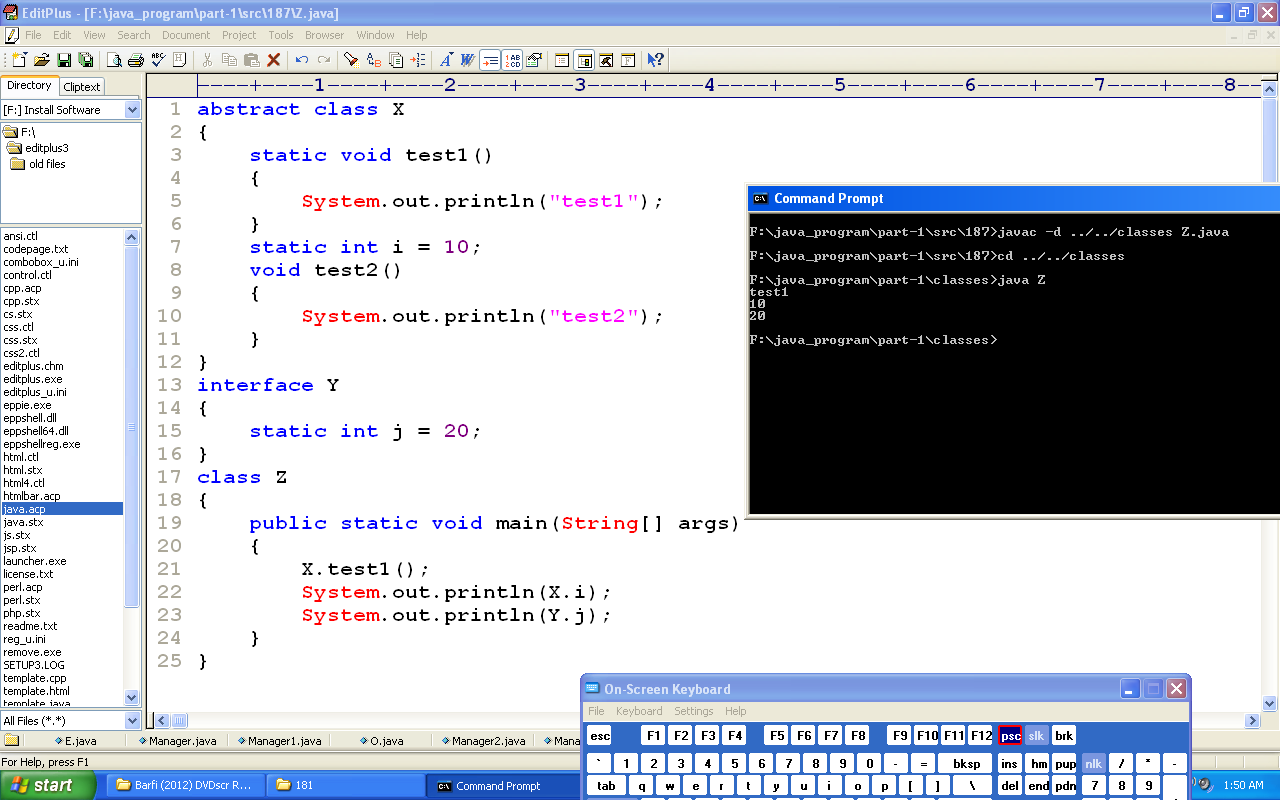 EditPlus - [F:\java_program\part-1\src\187\Z.java]
File Edit View Search Document Project Tools Browser Window Help
Directory Cliptext
[F:] Install Software
F:\
editplus3
old files
ansi.ctl
codepage.txt
combobox_u.ini
control.ctl
cpp.acp
cpp.stx
cs.stx
css.ctl
css.stx
css2.ctl
editplus.chm
editplus.exe
editplus_u.ini
eppie.exe
eppshell.dll
eppshell64.dll
eppshellreg.exe
html.ctl
html.stx
html4.ctl
htmlbar.acp
java.acp
java.stx
js.stx
jsp.stx
launcher.exe
license.txt
perl.acp
perl.stx
php.stx
readme.txt
reg_u.ini
remove.exe
SETUP3.LOG
template.cpp
template.html
template.java
All Files (*.*)
----+----1----+----2----+----3----+----4----+----5----+----6----+----7----+----8--
1 abstract class X
2 {
3 static void test1()
4 {
5 System.out.println("test1");
6 }
7 static int i = 10;
8 void test2()
9 {
10 System.out.println("test2");
11 }
12 }
13 interface Y
14 {
15 static int j = 20;
16 }
17 class Z
18 {
19 public static void main(String[] args)
20 {
21 X.test1();
22 System.out.println(X.i);
23 System.out.println(Y.j);
24 }
25 }
Command Prompt
F:\java_program\part-1\src\187>javac -d ../../classes Z.java
F:\java_program\part-1\src\187>cd ../../classes
F:\java_program\part-1\classes>java Z
test1
10
20
F:\java_program\part-1\classes>
On-Screen Keyboard
File Keyboard Settings Help
esc F1 F2 F3 F4 F5 F6 F7 F8 F9 F10 F11 F12 psc slk brk
` 1 2 3 4 5 6 7 8 9 0 - = bksp ins hm pup nlk / * -
tab q w e r t y u i o p [ ] \ del end pdn 7 8 9
E.java Manager.java Manager1.java O.java Manager2.java Mana
For Help, press F1
start Barfi (2012) DVDscr R... 181 Command Prompt 1:50 AM